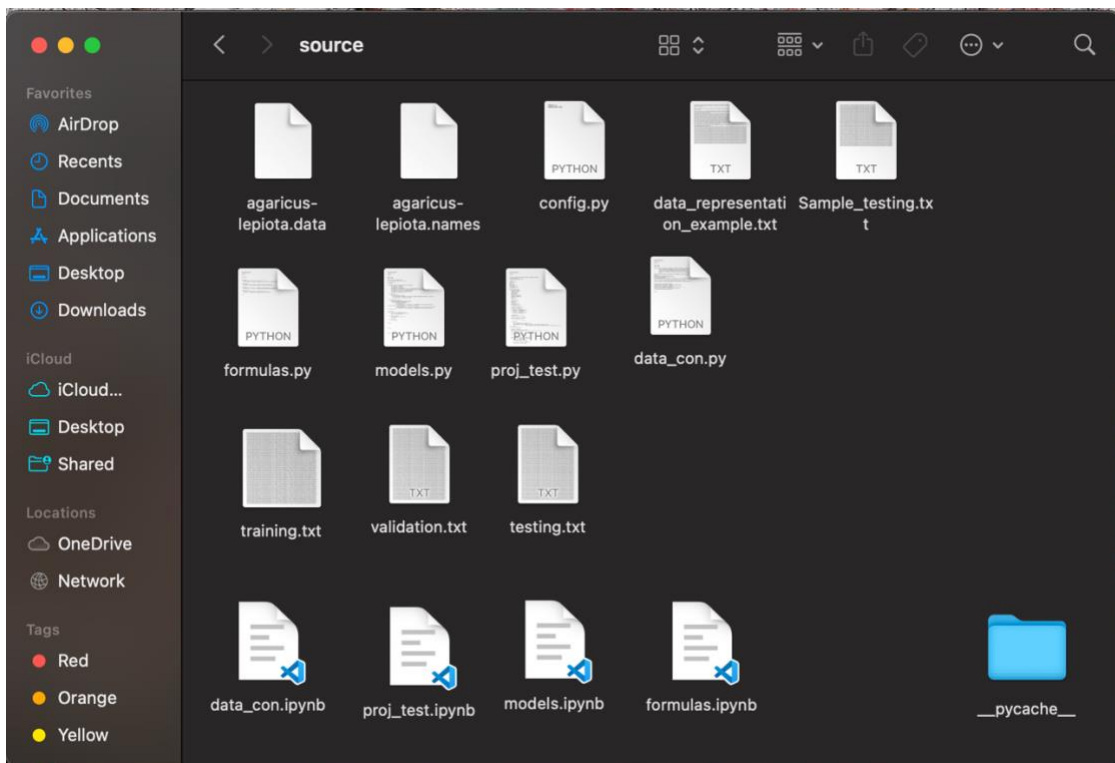 source
Favorites
AirDrop
Recents
Documents
Applications
Desktop
Downloads
iCloud
iCloud...
Desktop
Shared
Locations
OneDrive
Network
Tags
Red
Orange
Yellow
PYTHON
TXT
TXT
agaricus-
lepiota.data
agaricus-
lepiota.names
config.py
data_representati
on_example.txt
Sample_testing.tx
t
PYTHON
PYTHON
PYTHON
PYTHON
formulas.py
models.py
proj_test.py
data_con.py
TXT
TXT
training.txt
validation.txt
testing.txt
data_con.ipynb
proj_test.ipynb
models.ipynb
formulas.ipynb
__pycache__